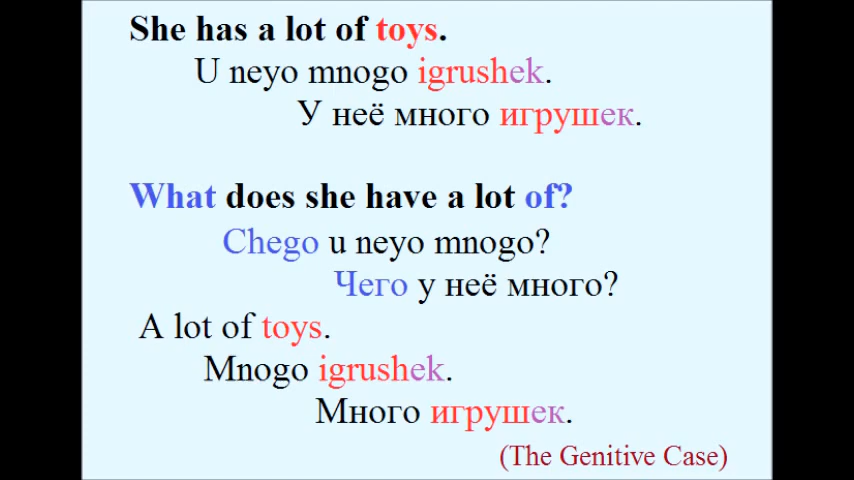 She has a lot of toys.
U neyo mnogo igrushek.
У неё много игрушек.
What does she have a lot of?
Chego u neyo mnogo?
Чего у неё много?
A lot of toys.
Mnogo igrushek.
Много игрушек.
(The Genitive Case)